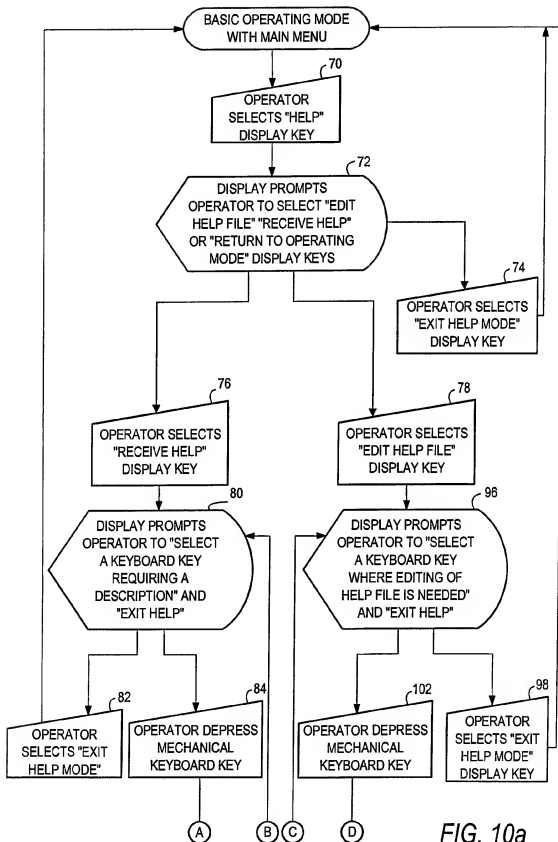 BASIC OPERATING MODE
WITH MAIN MENU
70
OPERATOR
SELECTS "HELP"
DISPLAY KEY
72
DISPLAY PROMPTS
OPERATOR TO SELECT "EDIT
HELP FILE" "RECEIVE HELP"
OR "RETURN TO OPERATING
MODE" DISPLAY KEYS
74
OPERATOR SELECTS
"EXIT HELP MODE"
DISPLAY KEY
76
OPERATOR SELECTS
"RECEIVE HELP"
DISPLAY KEY
78
OPERATOR SELECTS
"EDIT HELP FILE"
DISPLAY KEY
80
DISPLAY PROMPTS
OPERATOR TO "SELECT
A KEYBOARD KEY
REQUIRING A
DESCRIPTION" AND
"EXIT HELP"
96
DISPLAY PROMPTS
OPERATOR TO "SELECT
A KEYBOARD KEY
WHERE EDITING OF
HELP FILE IS NEEDED"
AND "EXIT HELP"
82
OPERATOR
SELECTS "EXIT
HELP MODE"
84
OPERATOR DEPRESS
MECHANICAL
KEYBOARD KEY
102
OPERATOR DEPRESS
MECHANICAL
KEYBOARD KEY
98
OPERATOR
SELECTS "EXIT
HELP MODE"
DISPLAY KEY
A
B
C
D
FIG. 10a